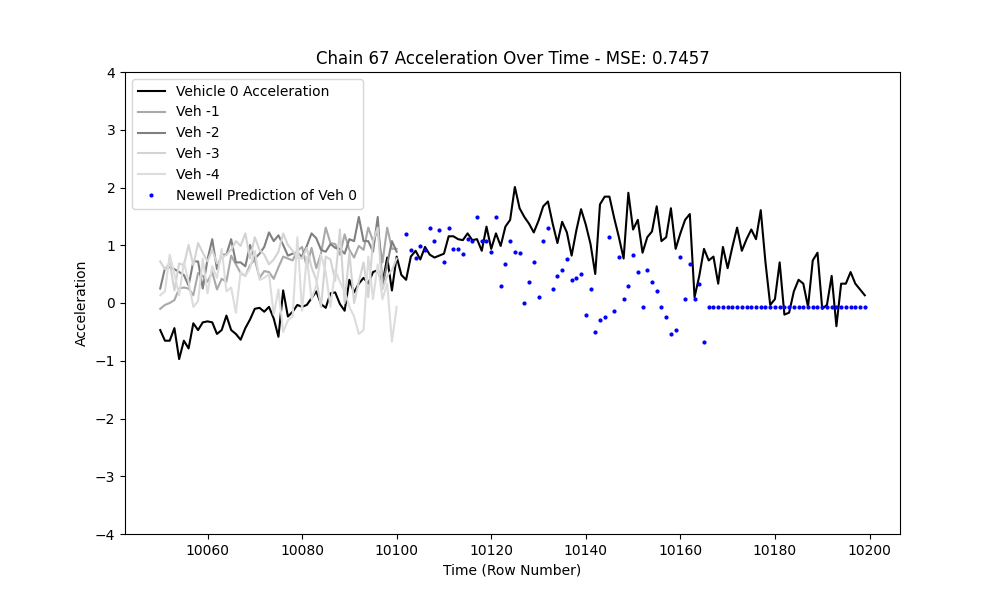 Chain 67 Acceleration Over Time - MSE: 0.7457
Vehicle 0 Acceleration
Veh -1
Veh -2
Veh -3
Veh -4
Newell Prediction of Veh 0
Acceleration
4
3
2
1
0
−1
−2
−3
−4
10060 10080 10100 10120 10140 10160 10180 10200
Time (Row Number)